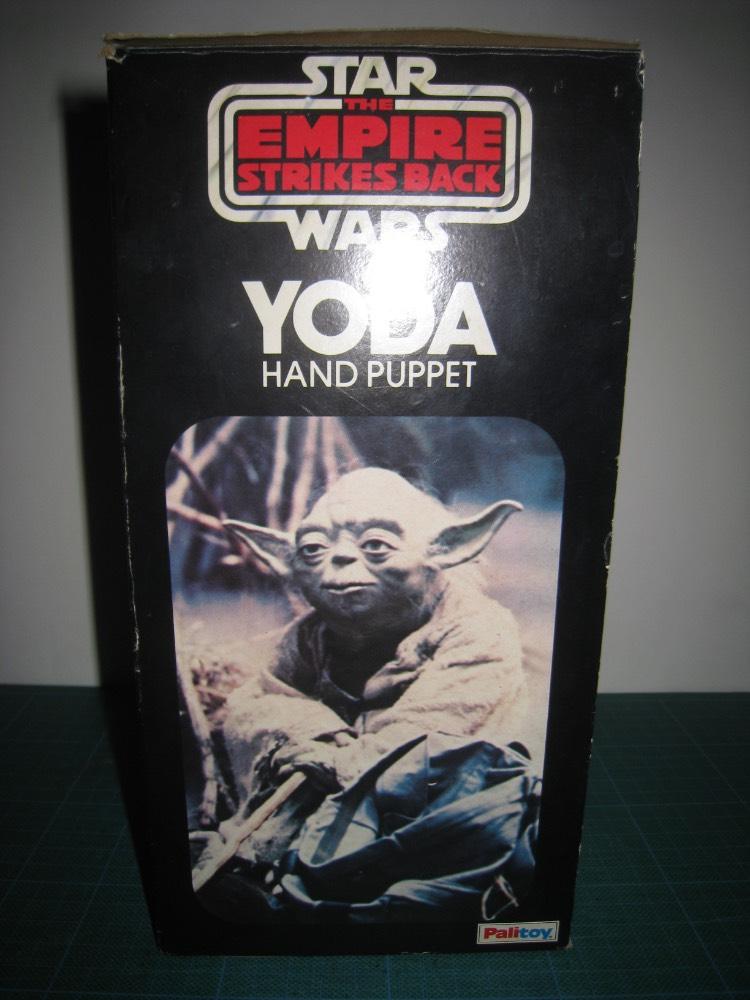 STAR
THE
EMPIRE
STRIKES BACK
WARS
YODA
HAND PUPPET
Palitoy